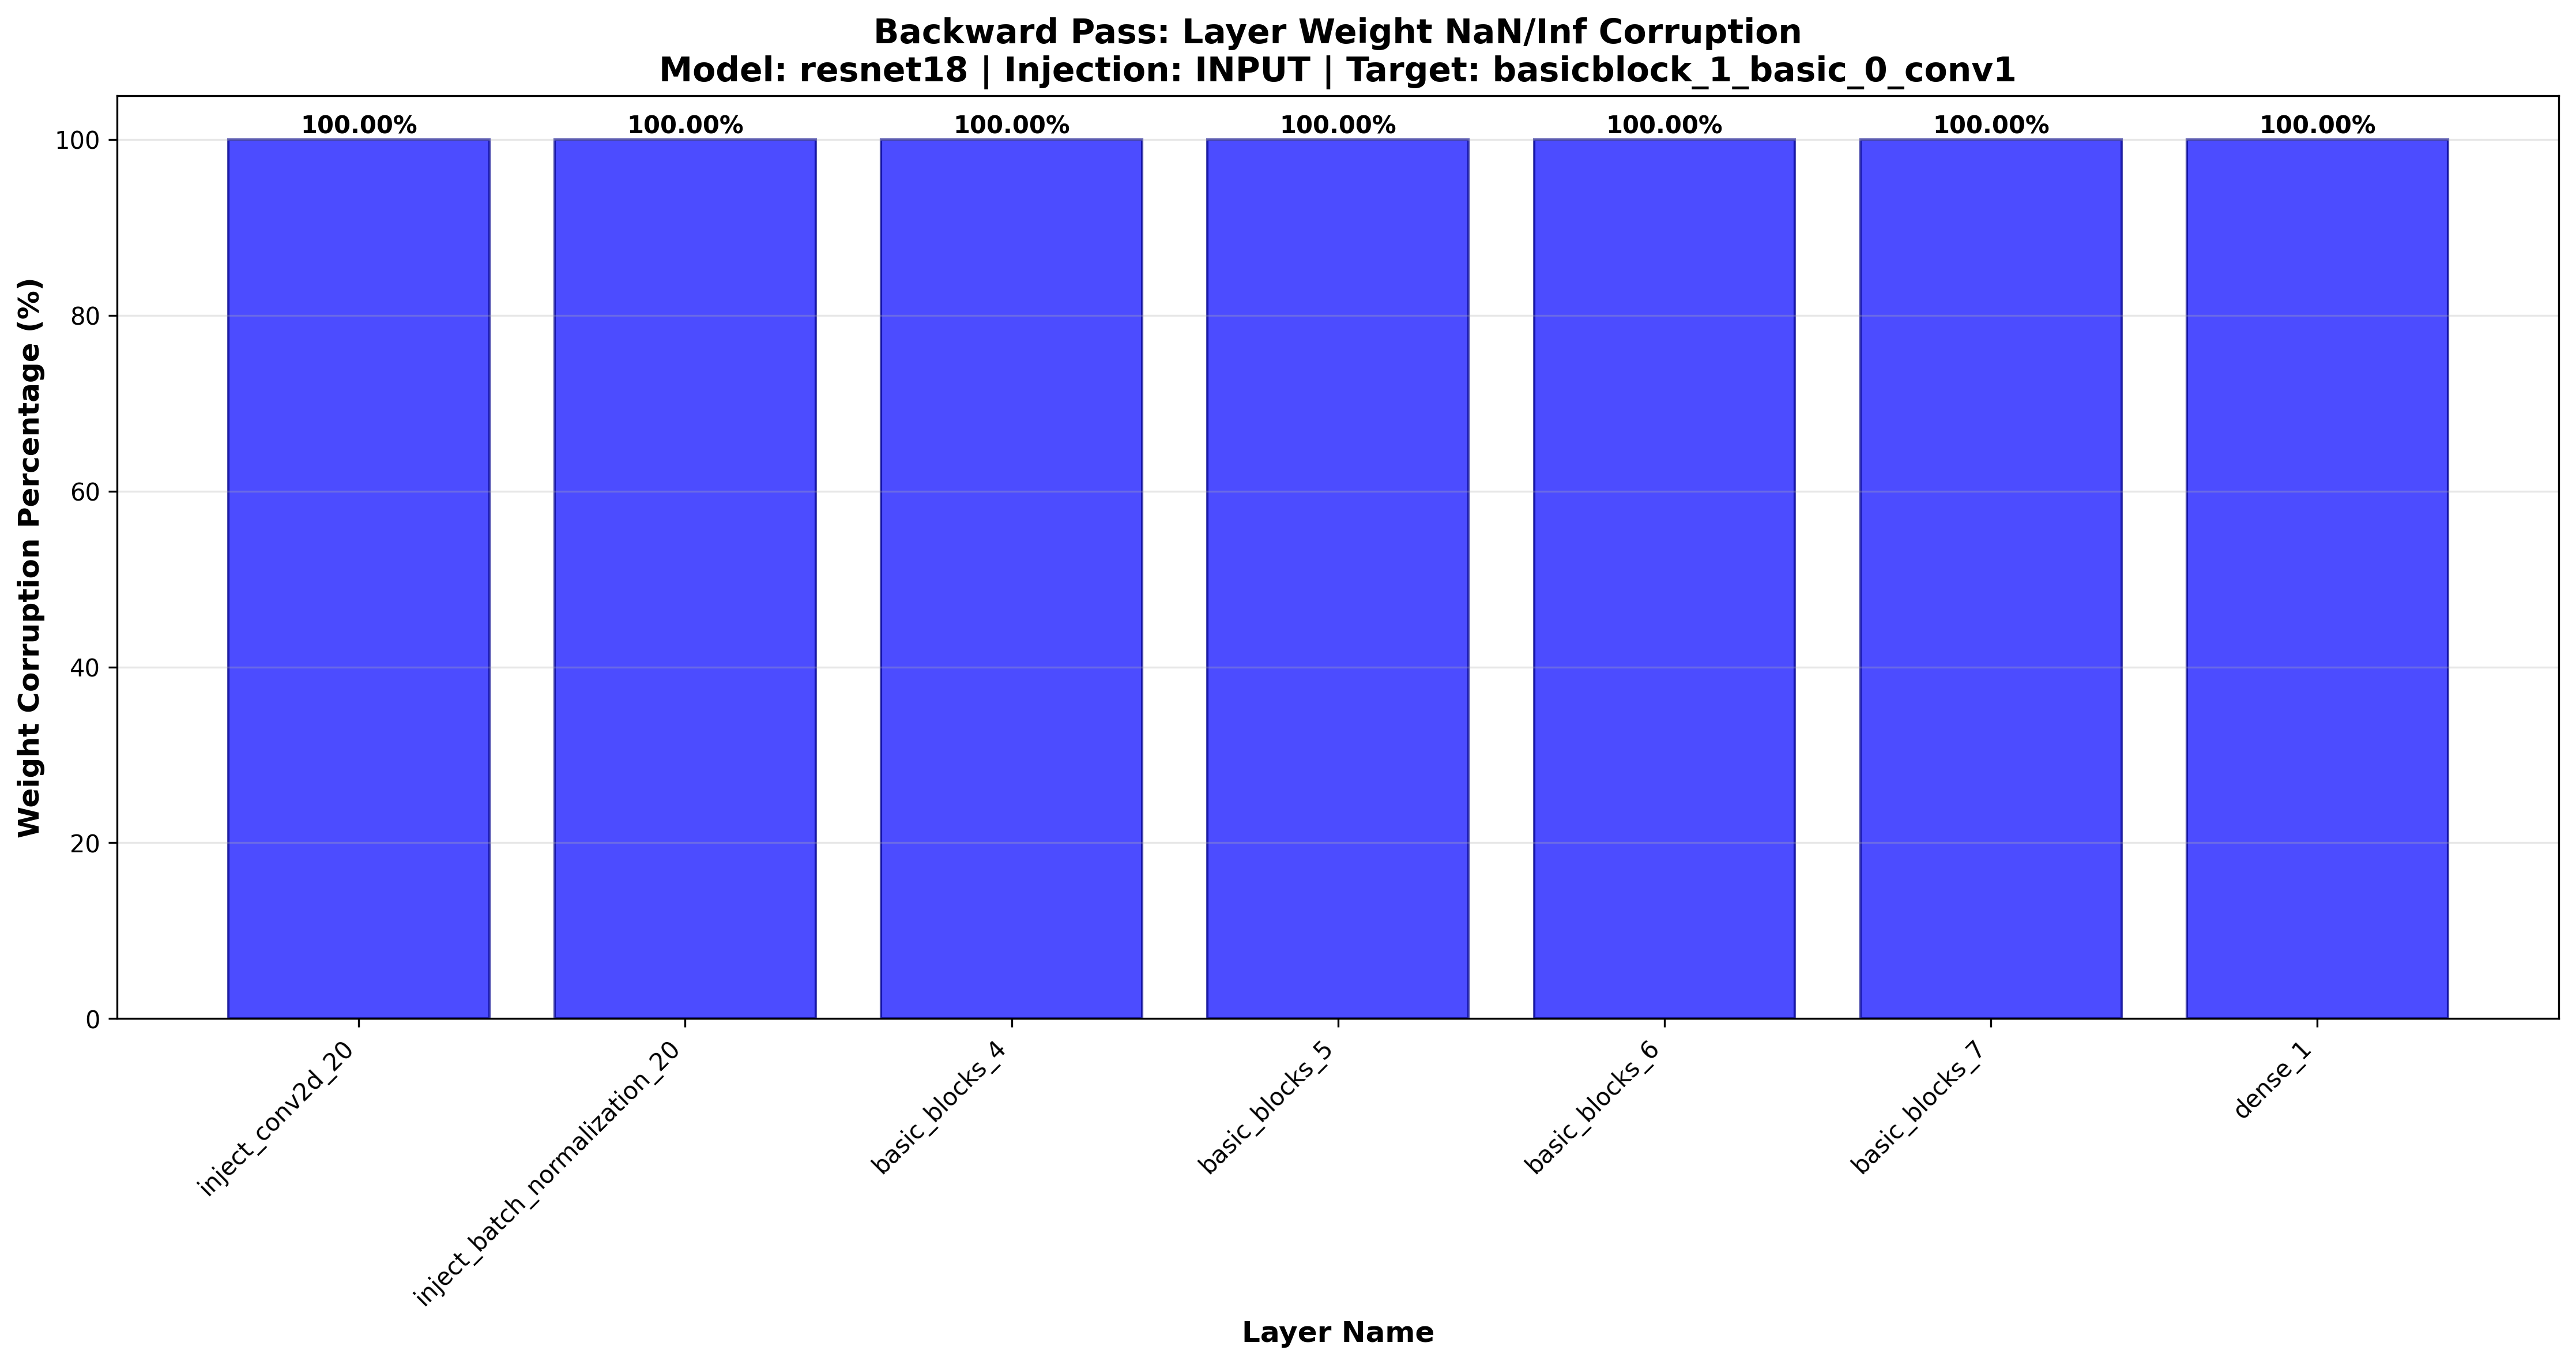 Backward Pass: Layer Weight NaN/Inf Corruption
Model: resnet18 | Injection: INPUT | Target: basicblock_1_basic_0_conv1
Weight Corruption Percentage (%)
100
80
60
40
20
0
100.00% 100.00% 100.00% 100.00% 100.00% 100.00% 100.00%
inject_conv2d_20
inject_batch_normalization_20
basic_blocks_4
basic_blocks_5
basic_blocks_6
basic_blocks_7
dense_1
Layer Name